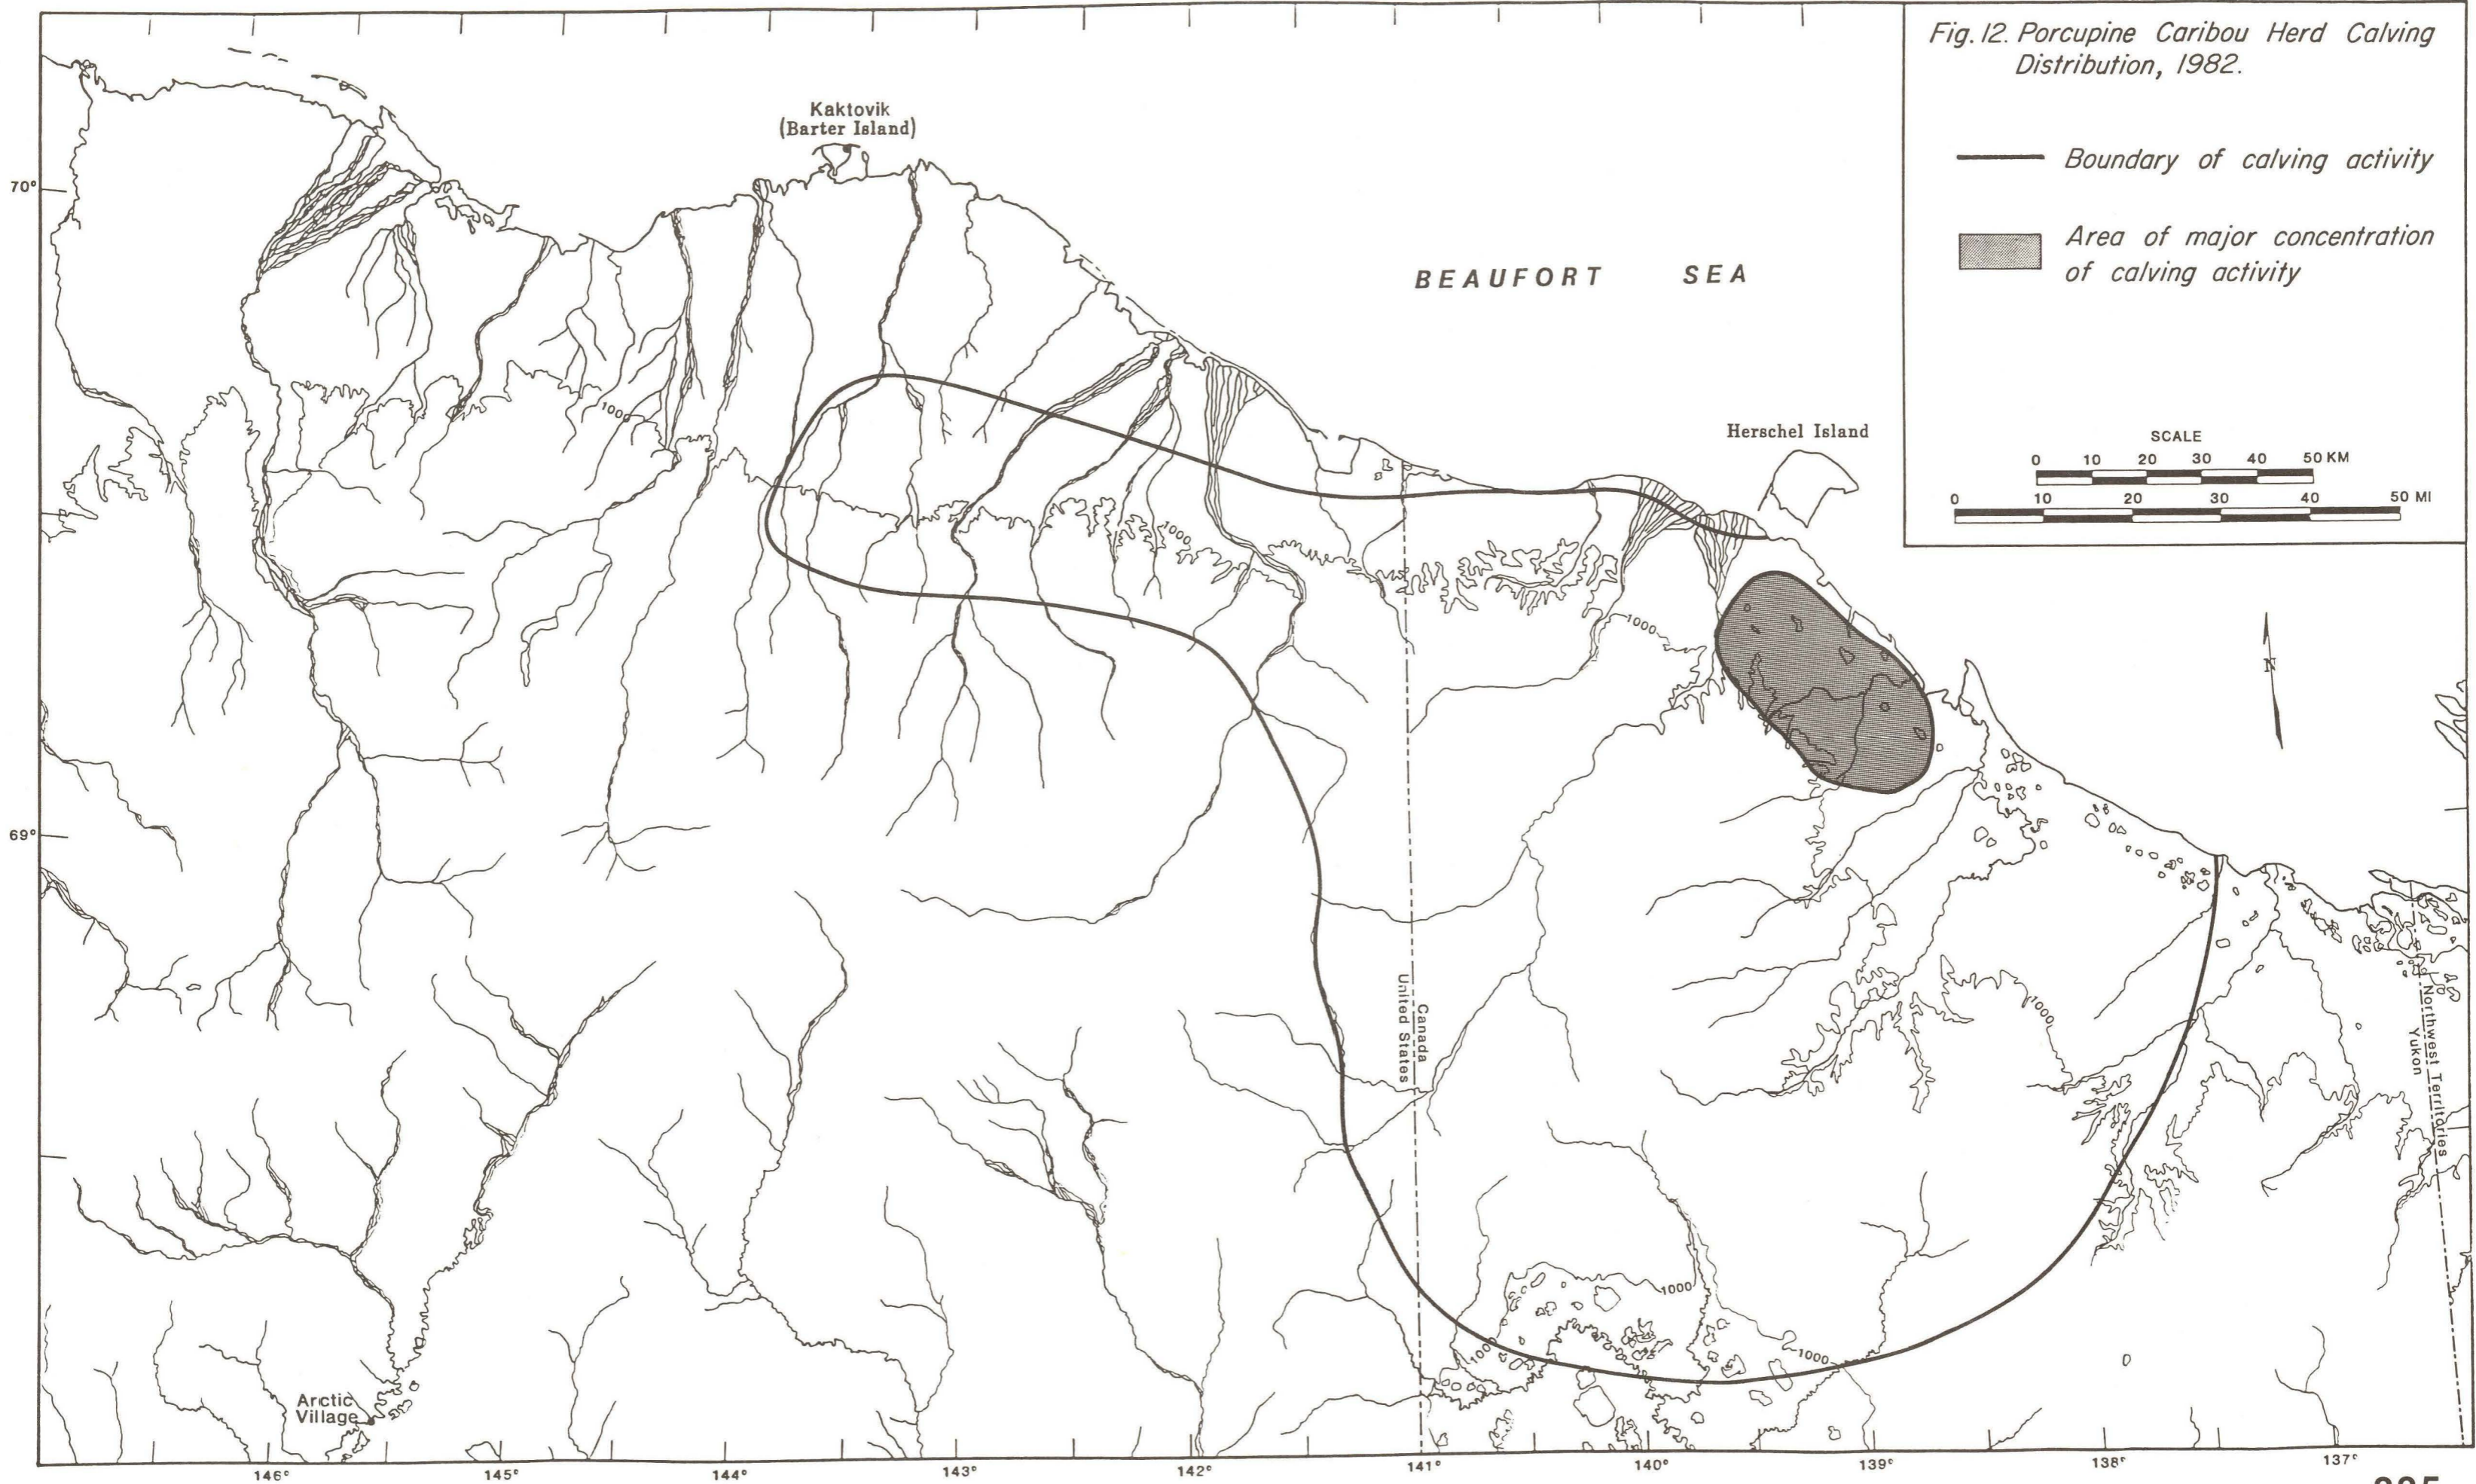 Fig. 12. Porcupine Caribou Herd Calving
Distribution, 1982.
Boundary of calving activity
Area of major concentration
of calving activity
SCALE
0 10 20 30 40 50 KM
0 10 20 30 40 50 MI
Kaktovik
(Barter Island)
70°
BEAUFORT SEA
Herschel Island
1000
1000
1000
N
69°
Canada
United States
1000
Northwest Territories
Yukon
1000
1000
1000
Arctic
Village
146° 145° 144° 143° 142° 141° 140° 139° 138° 137°